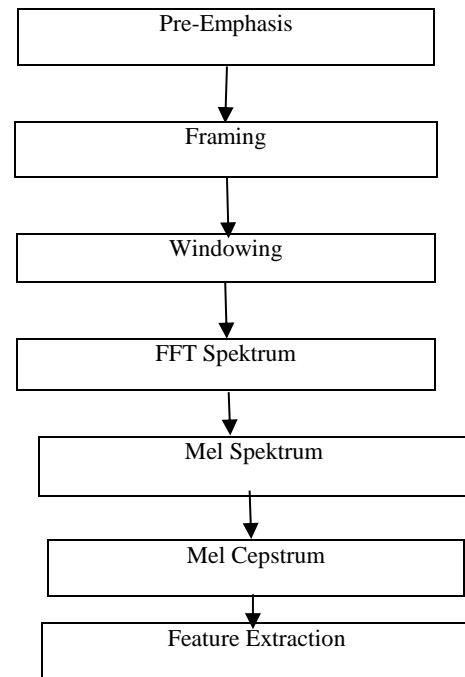 Pre-Emphasis
Framing
Windowing
FFT Spektrum
Mel Spektrum
Mel Cepstrum
Feature Extraction